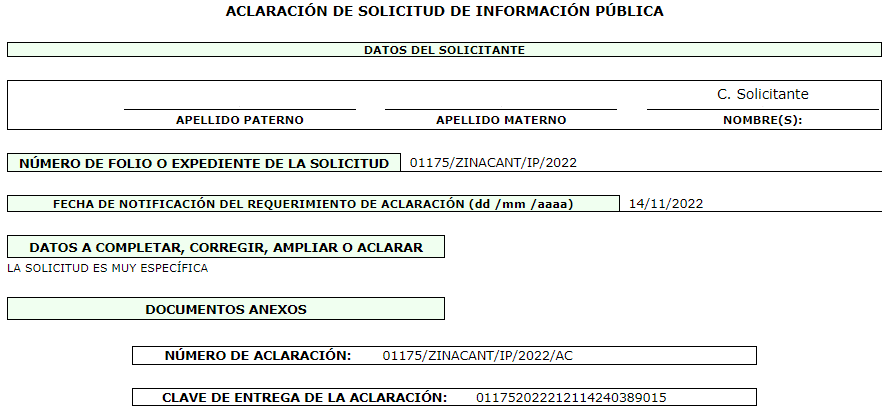 ACLARACIÓN DE SOLICITUD DE INFORMACIÓN PÚBLICA
DATOS DEL SOLICITANTE
C. Solicitante
APELLIDO PATERNO APELLIDO MATERNO NOMBRE(S):
NÚMERO DE FOLIO O EXPEDIENTE DE LA SOLICITUD 01175/ZINACANT/IP/2022
FECHA DE NOTIFICACIÓN DEL REQUERIMIENTO DE ACLARACIÓN (dd /mm /aaaa) 14/11/2022
DATOS A COMPLETAR, CORREGIR, AMPLIAR O ACLARAR
LA SOLICITUD ES MUY ESPECÍFICA
DOCUMENTOS ANEXOS
NÚMERO DE ACLARACIÓN: 01175/ZINACANT/IP/2022/AC
CLAVE DE ENTREGA DE LA ACLARACIÓN: 011752022212114240389015